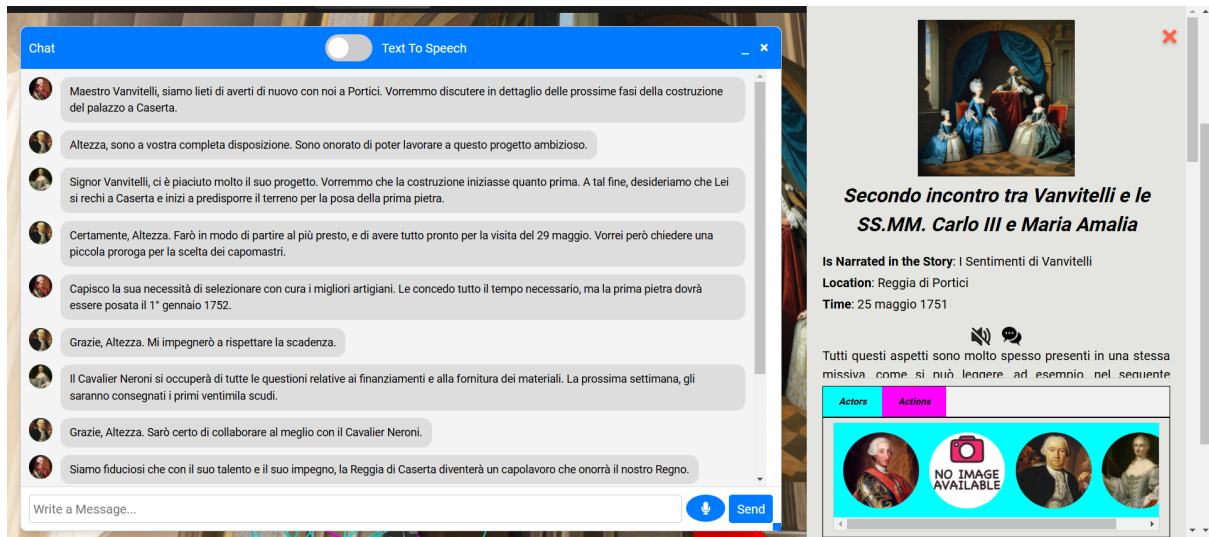 Chat
Text To Speech
Maestro Vanvitelli, siamo lieti di averti di nuovo con noi a Portici. Vorremmo discutere in dettaglio delle prossime fasi della costruzione
del palazzo a Caserta.
Altezza, sono a vostra completa disposizione. Sono onorato di poter lavorare a questo progetto ambizioso.
Signor Vanvitelli, ci è piaciuto molto il suo progetto. Vorremmo che la costruzione iniziasse quanto prima. A tal fine, desideriamo che Lei
si rechi a Caserta e inizi a predisporre il terreno per la posa della prima pietra.
Certamente, Altezza. Farò in modo di partire al più presto, e di avere tutto pronto per la visita del 29 maggio. Vorrei però chiedere una
piccola proroga per la scelta dei capomastri.
Capisco la sua necessità di selezionare con cura i migliori artigiani. Le concedo tutto il tempo necessario, ma la prima pietra dovrà
essere posata il 1° gennaio 1752.
Grazie, Altezza. Mi impegnerò a rispettare la scadenza.
Il Cavalier Neroni si occuperà di tutte le questioni relative ai finanziamenti e alla fornitura dei materiali. La prossima settimana, gli
saranno consegnati i primi ventimila scudi.
Grazie, Altezza. Sarò certo di collaborare al meglio con il Cavalier Neroni.
Siamo fiduciosi che con il suo talento e il suo impegno, la Reggia di Caserta diventerà un capolavoro che onorrà il nostro Regno.
Write a Message...
Send
Secondo incontro tra Vanvitelli e le
SS.MM. Carlo III e Maria Amalia
Is Narrated in the Story: I Sentimenti di Vanvitelli
Location: Reggia di Portici
Time: 25 maggio 1751
Tutti questi aspetti sono molto spesso presenti in una stessa
missiva, come si può leggere, ad esempio, nel seguente
Actors
Actions
NO IMAGE
AVAILABLE